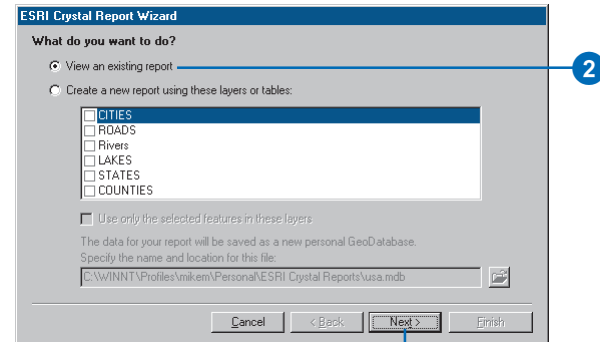 ESRI Crystal Report Wizard
What do you want to do?
View an existing report
2
Create a new report using these layers or tables:
CITIES
ROADS
Rivers
LAKES
STATES
COUNTIES
Use only the selected features in these layers
The data for your report will be saved as a new personal GeoDatabase.
Specify the name and location for this file:
C:\WINNT\Profiles\mikem\Personal\ESRI Crystal Reports\usa.mdb
Cancel < Back Next > Finish